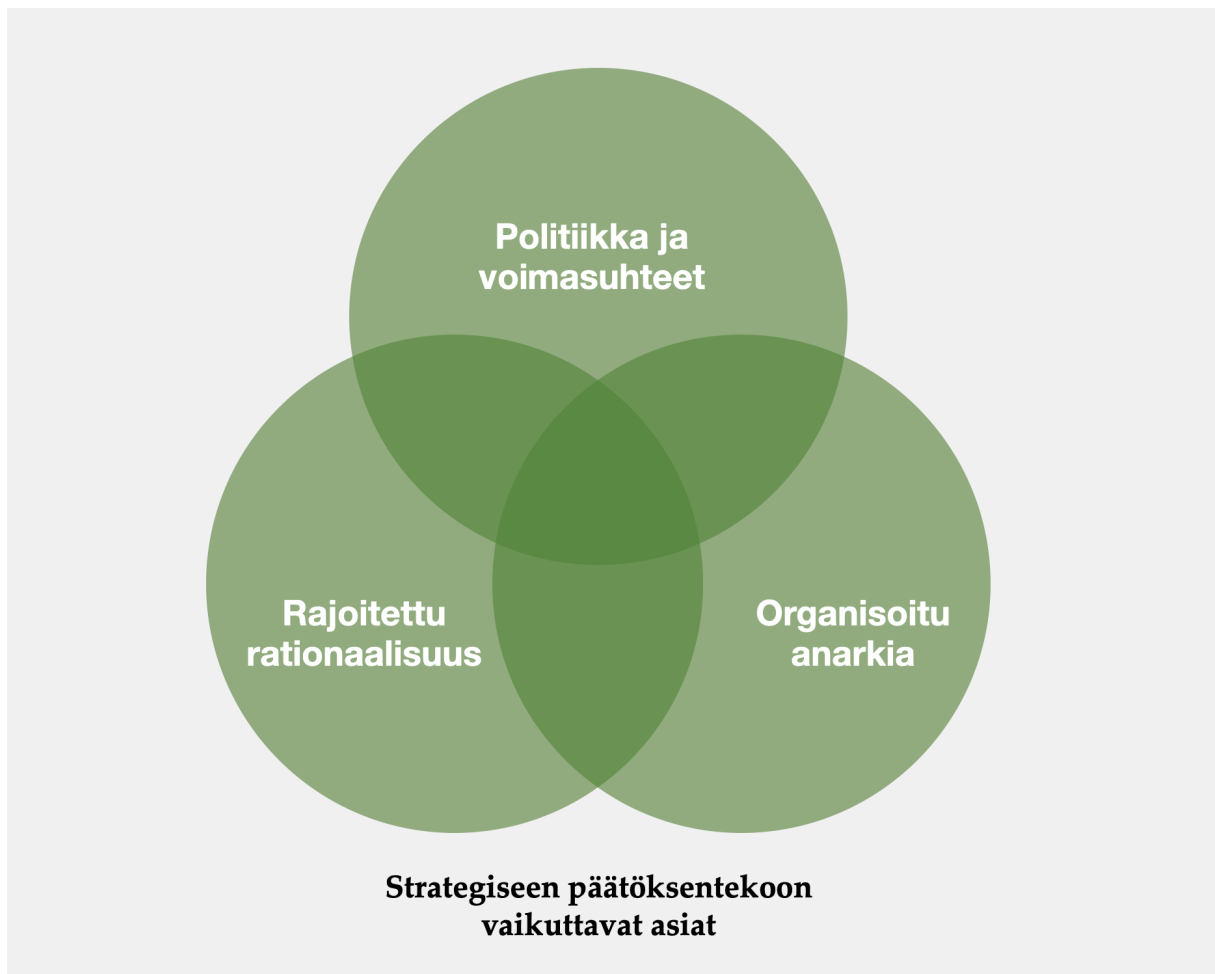 Politiikka ja
voimasuhteet
Rajoitettu
rationaalisuus
Organisoitu
anarkia
Strategiseen päätöksentekoon
vaikuttavat asiat